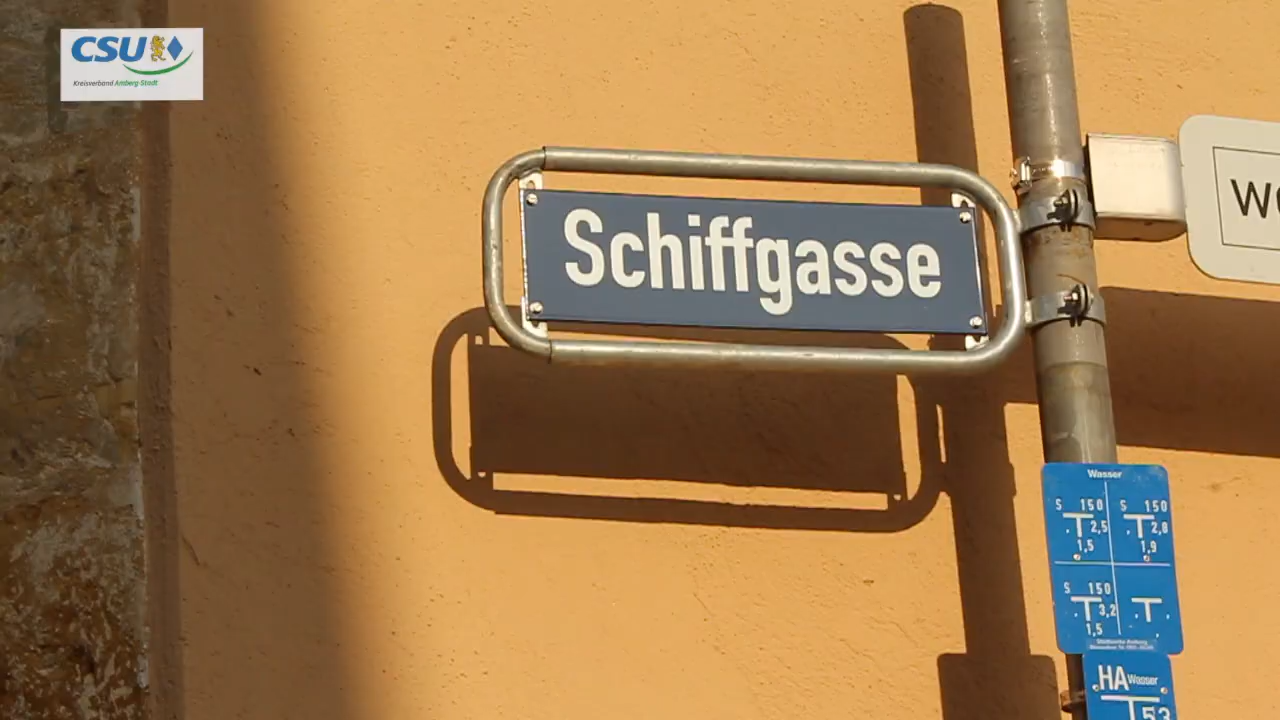 CSU
Kreisverband Amberg-Stadt
Schiffgasse
Wasser
S 150 S 150
2,5 2,8
1,5 1,9
S 150
3,2
1,5
HA Wasser
53